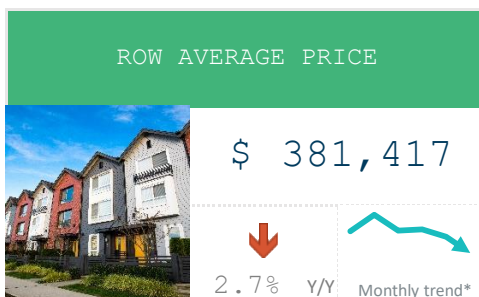 ROW AVERAGE PRICE
$ 381,417
2.7% Y/Y
Monthly trend*